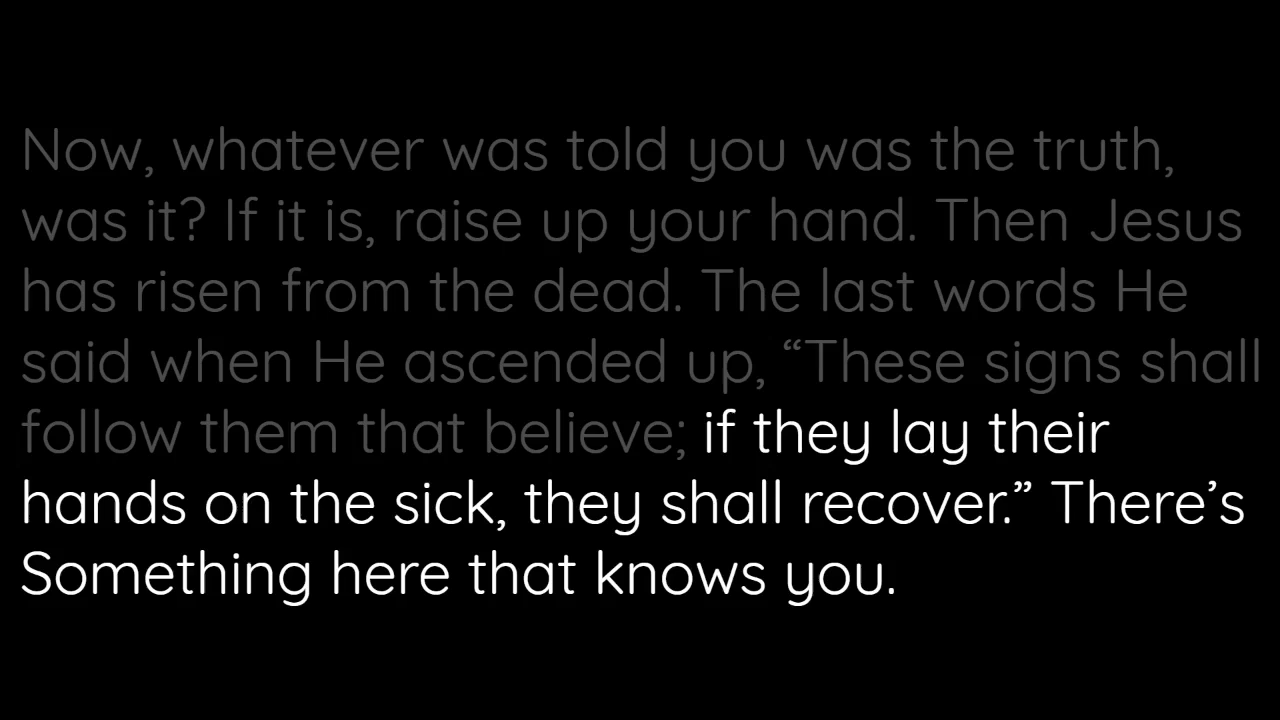 Now, whatever was told you was the truth,
was it? If it is, raise up your hand. Then Jesus
has risen from the dead. The last words He
said when He ascended up, “These signs shall
follow them that believe; if they lay their
hands on the sick, they shall recover.” There’s
Something here that knows you.